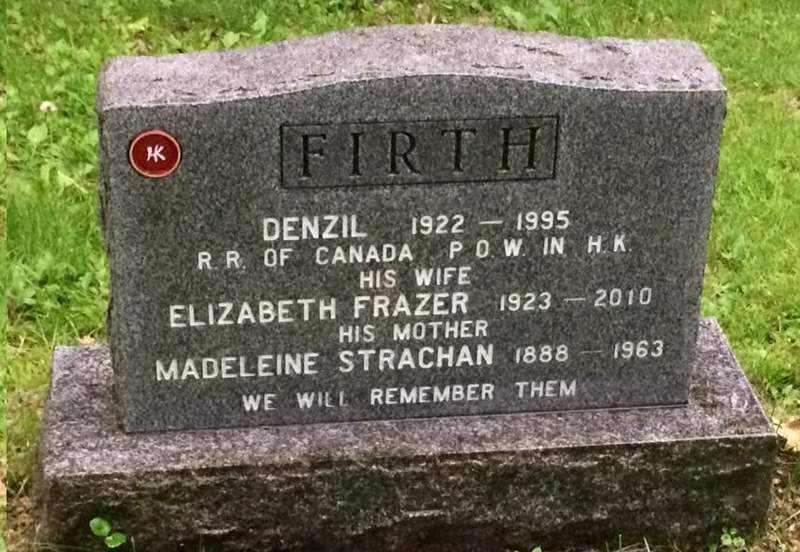 HK
FIRTH
DENZIL 1922 — 1995
R.R. OF CANADA P.O.W. IN H.K.
HIS WIFE
ELIZABETH FRAZER 1923 — 2010
HIS MOTHER
MADELEINE STRACHAN 1888 — 1963
WE WILL REMEMBER THEM